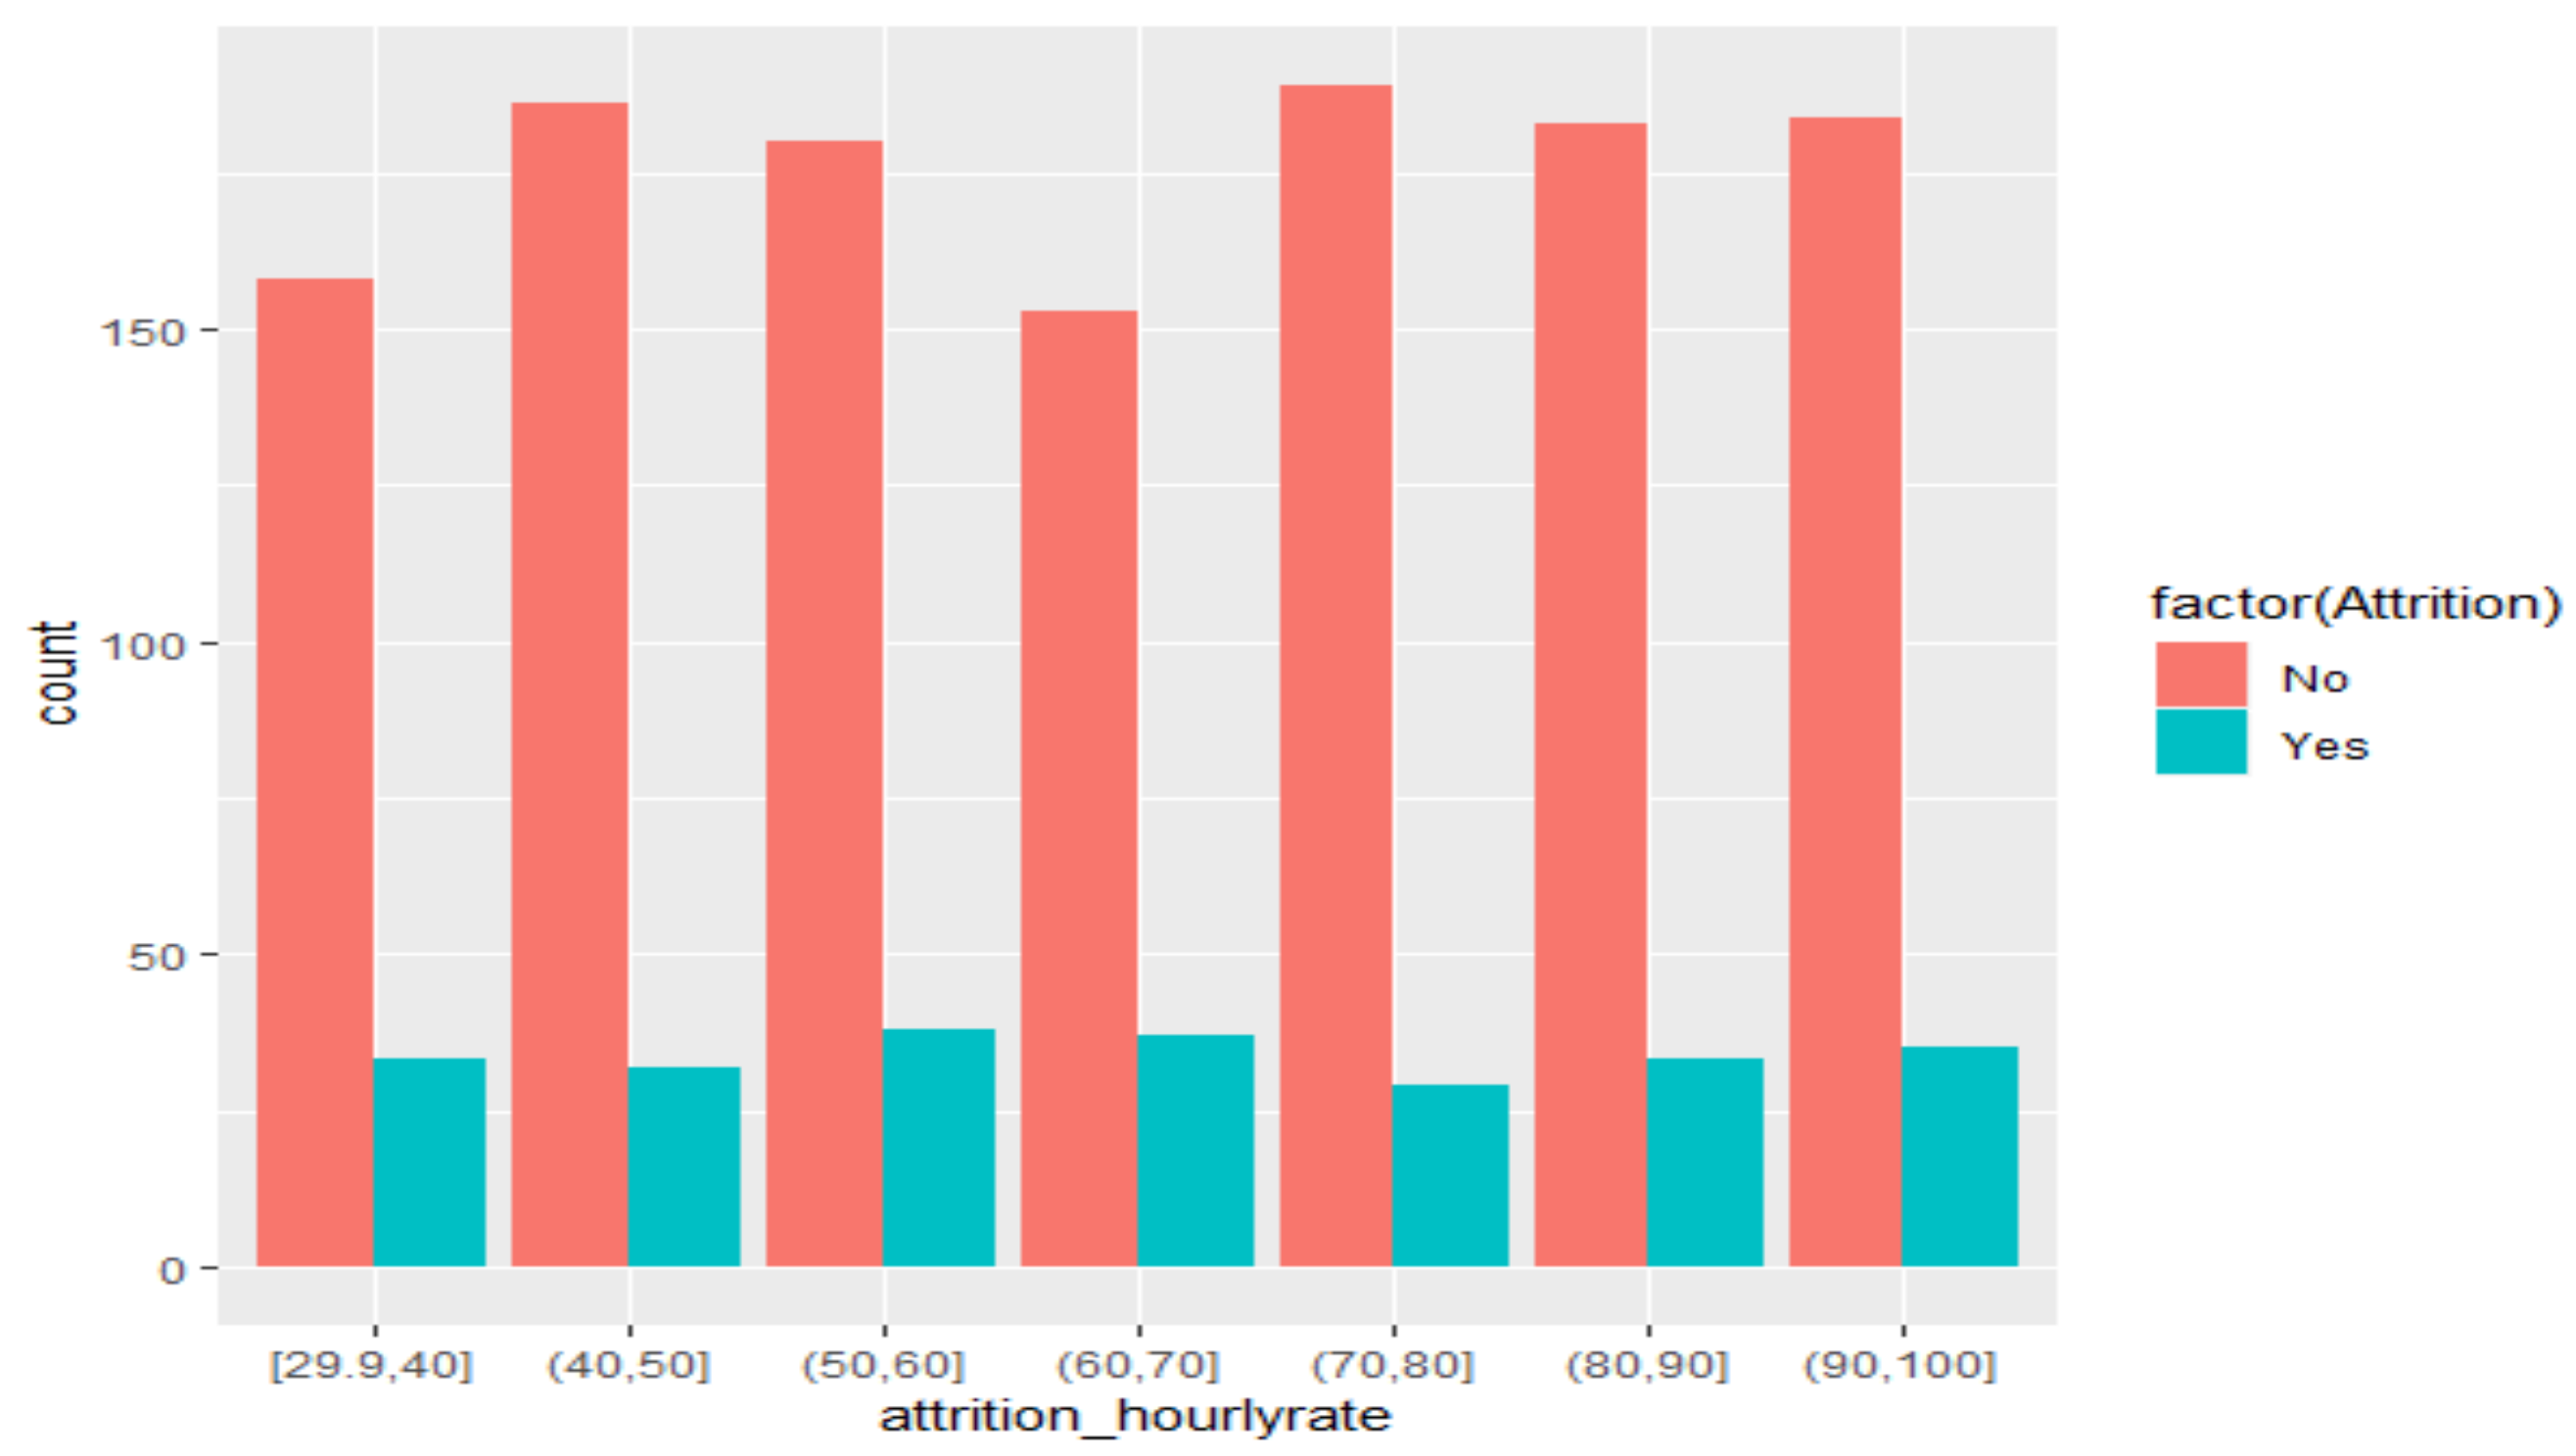 150
100
50
0
count
[29.9,40] (40,50] (50,60] (60,70] (70,80] (80,90] (90,100]
attrition_hourlyrate
factor(Attrition)
No
Yes